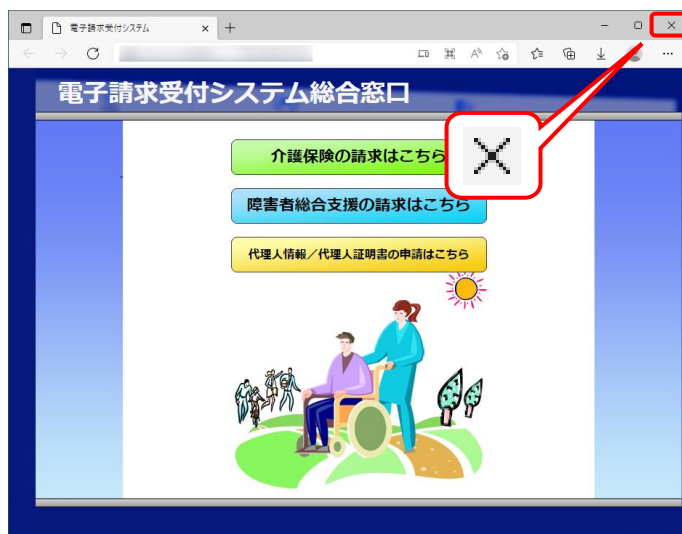 電子請求受付システム
電子請求受付システム総合窓口
介護保険の請求はこちら
障害者総合支援の請求はこちら
代理人情報／代理人証明書の申請はこちら